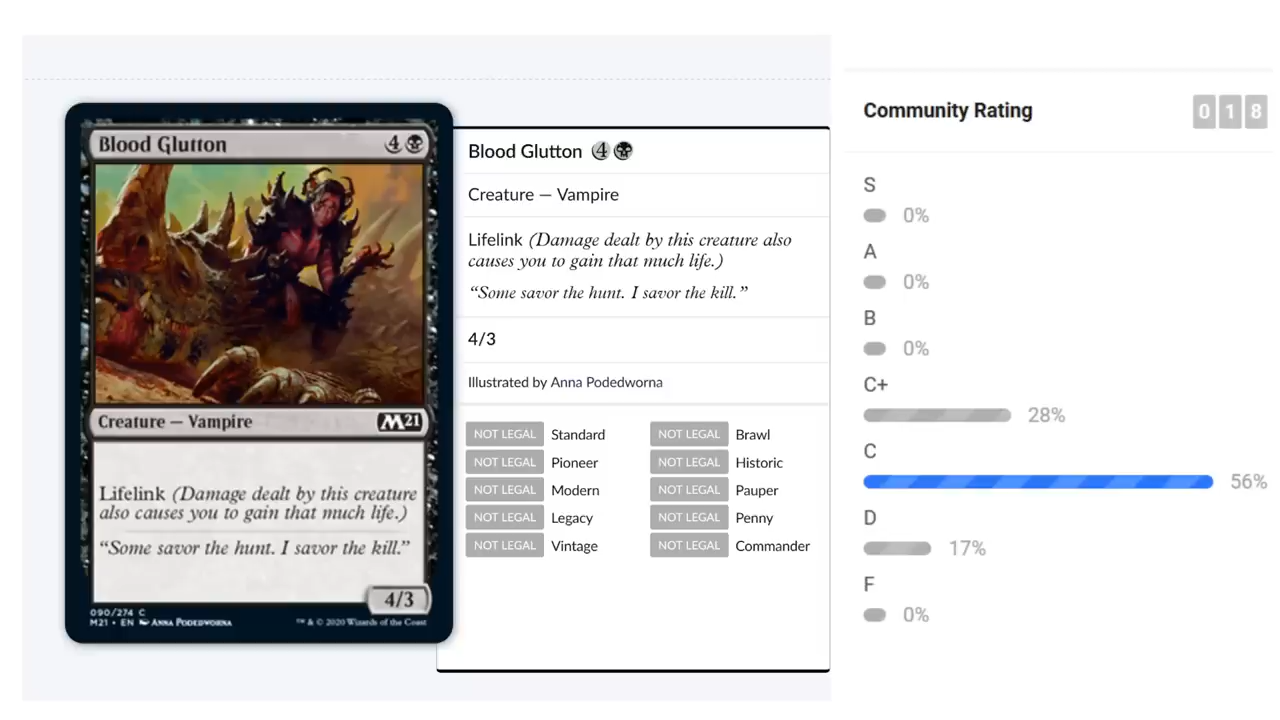 Blood Glutton 4
Creature — Vampire
M21
Lifelink (Damage dealt by this creature
also causes you to gain that much life.)
“Some savor the hunt. I savor the kill.”
4/3
090/274 C
M21 • EN Anna Podedworna
™ & © 2020 Wizards of the Coast
Blood Glutton 4
Creature — Vampire
Lifelink (Damage dealt by this creature also
causes you to gain that much life.)
“Some savor the hunt. I savor the kill.”
4/3
Illustrated by Anna Podedworna
NOT LEGAL Standard NOT LEGAL Brawl
NOT LEGAL Pioneer NOT LEGAL Historic
NOT LEGAL Modern NOT LEGAL Pauper
NOT LEGAL Legacy NOT LEGAL Penny
NOT LEGAL Vintage NOT LEGAL Commander
Community Rating 0 1 8
S
0%
A
0%
B
0%
C+
28%
C
56%
D
17%
F
0%